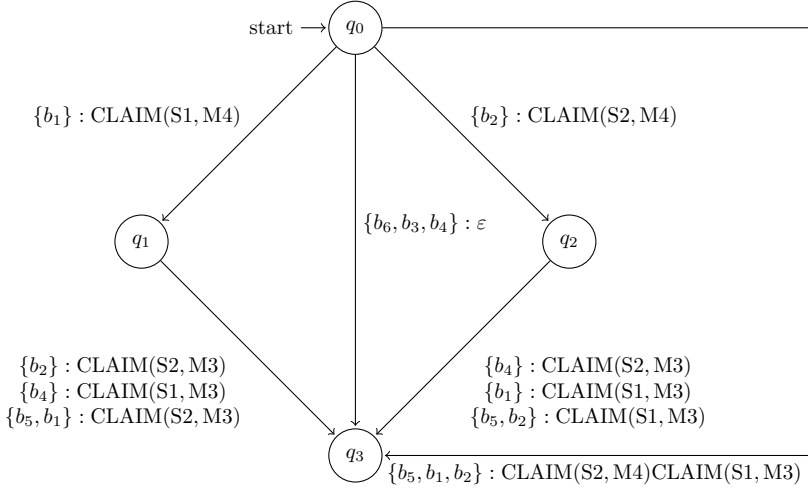 start
q₀
{b₁} : CLAIM(S1, M4)
{b₂} : CLAIM(S2, M4)
{b₆, b₃, b₄} : ε
q₁
q₂
{b₂} : CLAIM(S2, M3)
{b₄} : CLAIM(S1, M3)
{b₅, b₁} : CLAIM(S2, M3)
{b₄} : CLAIM(S2, M3)
{b₁} : CLAIM(S1, M3)
{b₅, b₂} : CLAIM(S1, M3)
q₃
{b₅, b₁, b₂} : CLAIM(S2, M4)CLAIM(S1, M3)